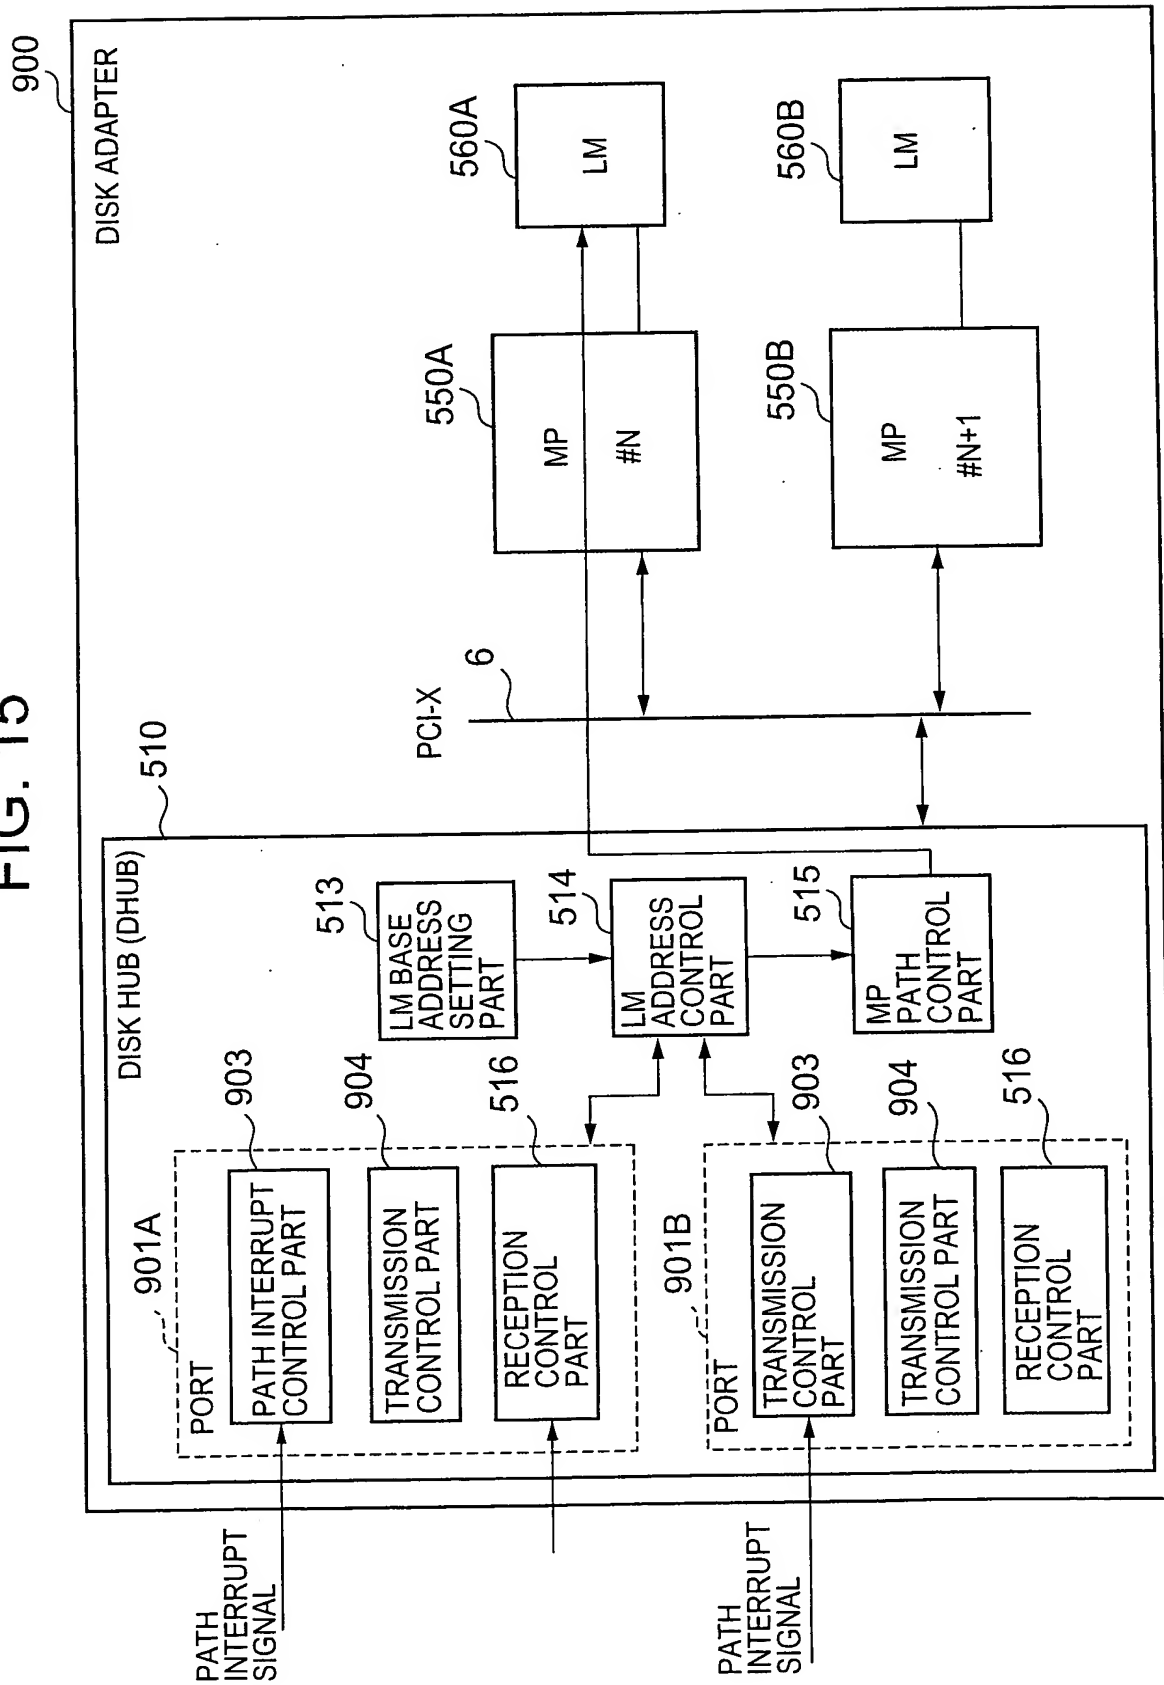 FIG. 15
900
DISK ADAPTER
510
DISK HUB (DHUB)
901A
PORT
903
PATH INTERRUPT
CONTROL PART
904
TRANSMISSION
CONTROL PART
516
RECEPTION
CONTROL
PART
PATH
INTERRUPT
SIGNAL
513
LM BASE
ADDRESS
SETTING
PART
514
LM
ADDRESS
CONTROL
PART
515
MP
PATH
CONTROL
PART
901B
PORT
903
TRANSMISSION
CONTROL
PART
904
TRANSMISSION
CONTROL PART
516
RECEPTION
CONTROL
PART
PATH
INTERRUPT
SIGNAL
PCI-X
6
550A
MP
#N
560A
LM
550B
MP
#N+1
560B
LM